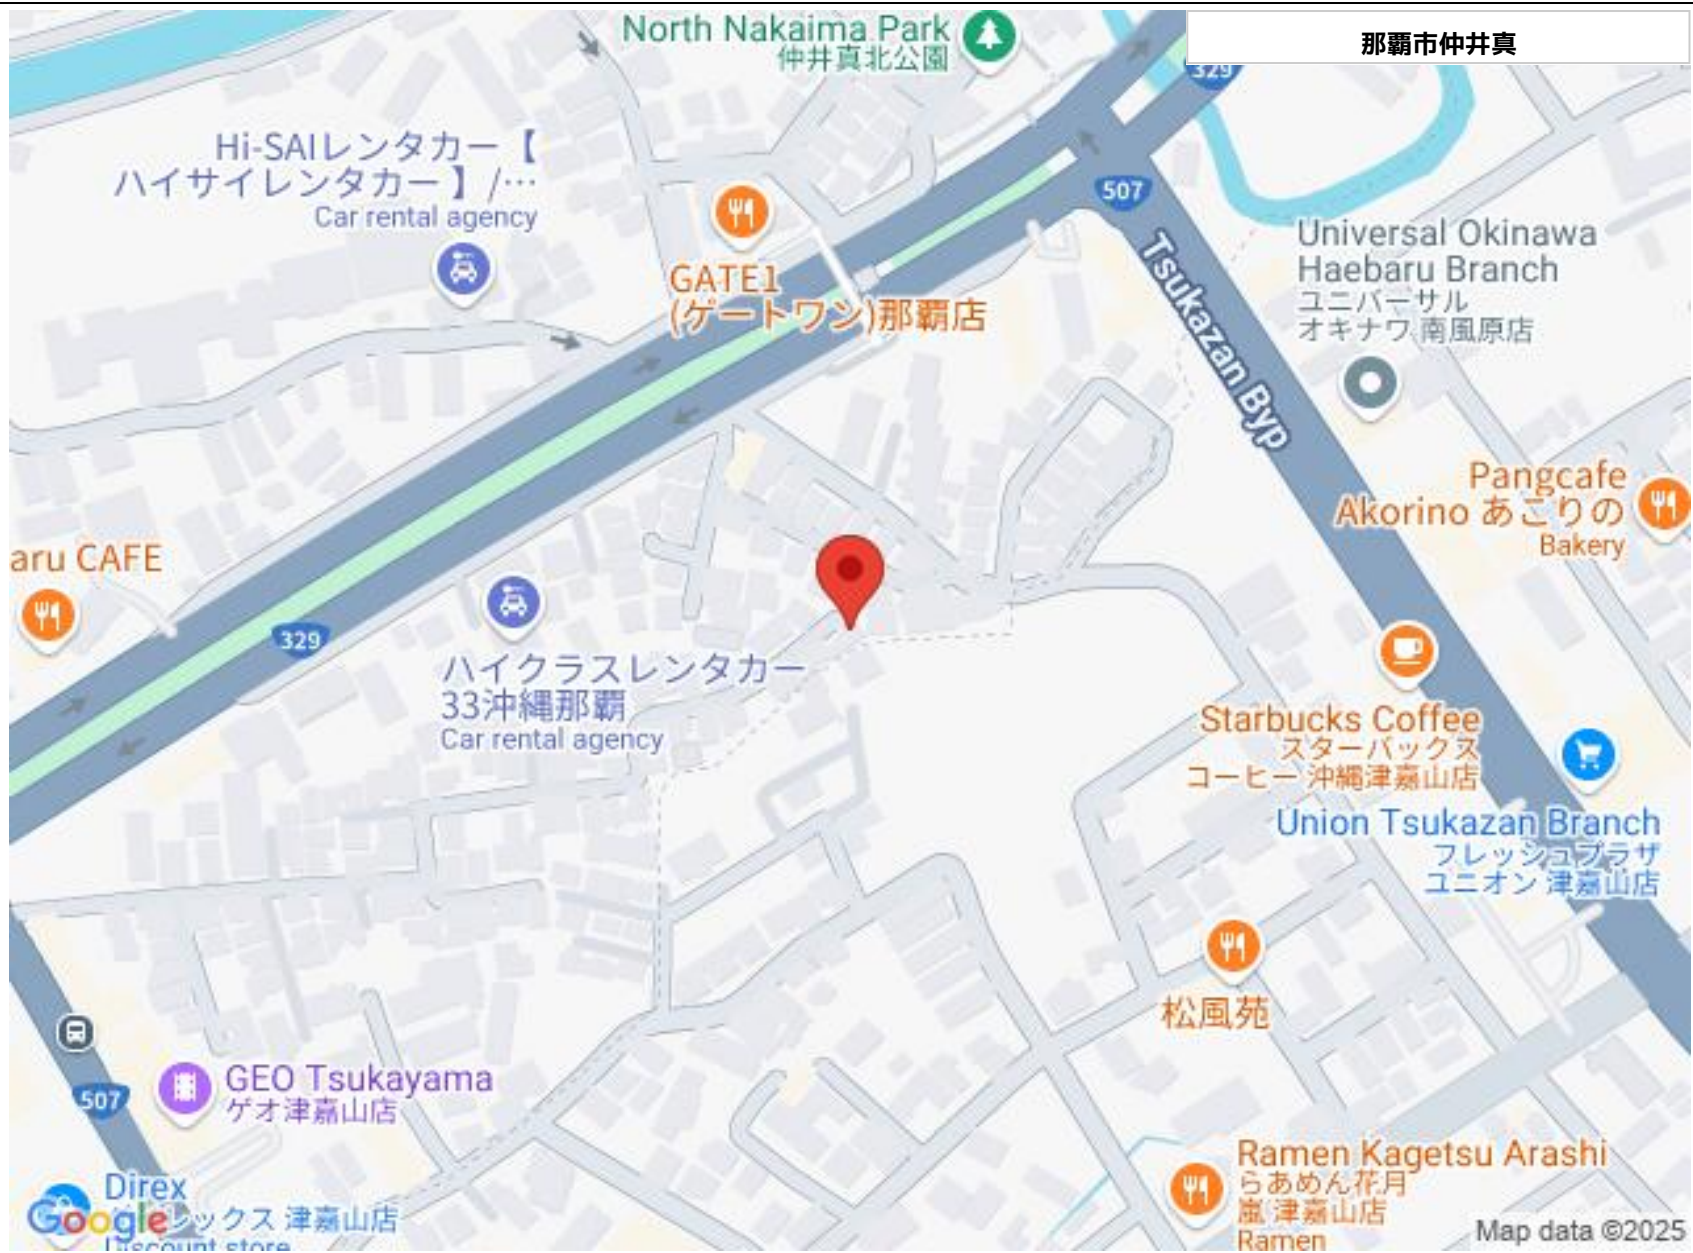 那覇市仲井真
North Nakaima Park
仲井真北公園
329
Hi-SAIレンタカー【
ハイサイレンタカー】/…
Car rental agency
507
GATE1
(ゲートワン)那覇店
Tsukazan Byp
Universal Okinawa
Haebaru Branch
ユニバーサル
オキナワ 南風原店
Pangcafe
Akorino あこりの
Bakery
aru CAFE
329
ハイクラスレンタカー
33沖縄那覇
Car rental agency
Starbucks Coffee
スターバックス
コーヒー 沖縄津嘉山店
Union Tsukazan Branch
フレッシュプラザ
ユニオン 津嘉山店
松風苑
GEO Tsukayama
ゲオ津嘉山店
507
Ramen Kagetsu Arashi
らあめん花月
嵐 津嘉山店
Ramen
Direx
レックス 津嘉山店
Discount store
Google
Map data ©2025